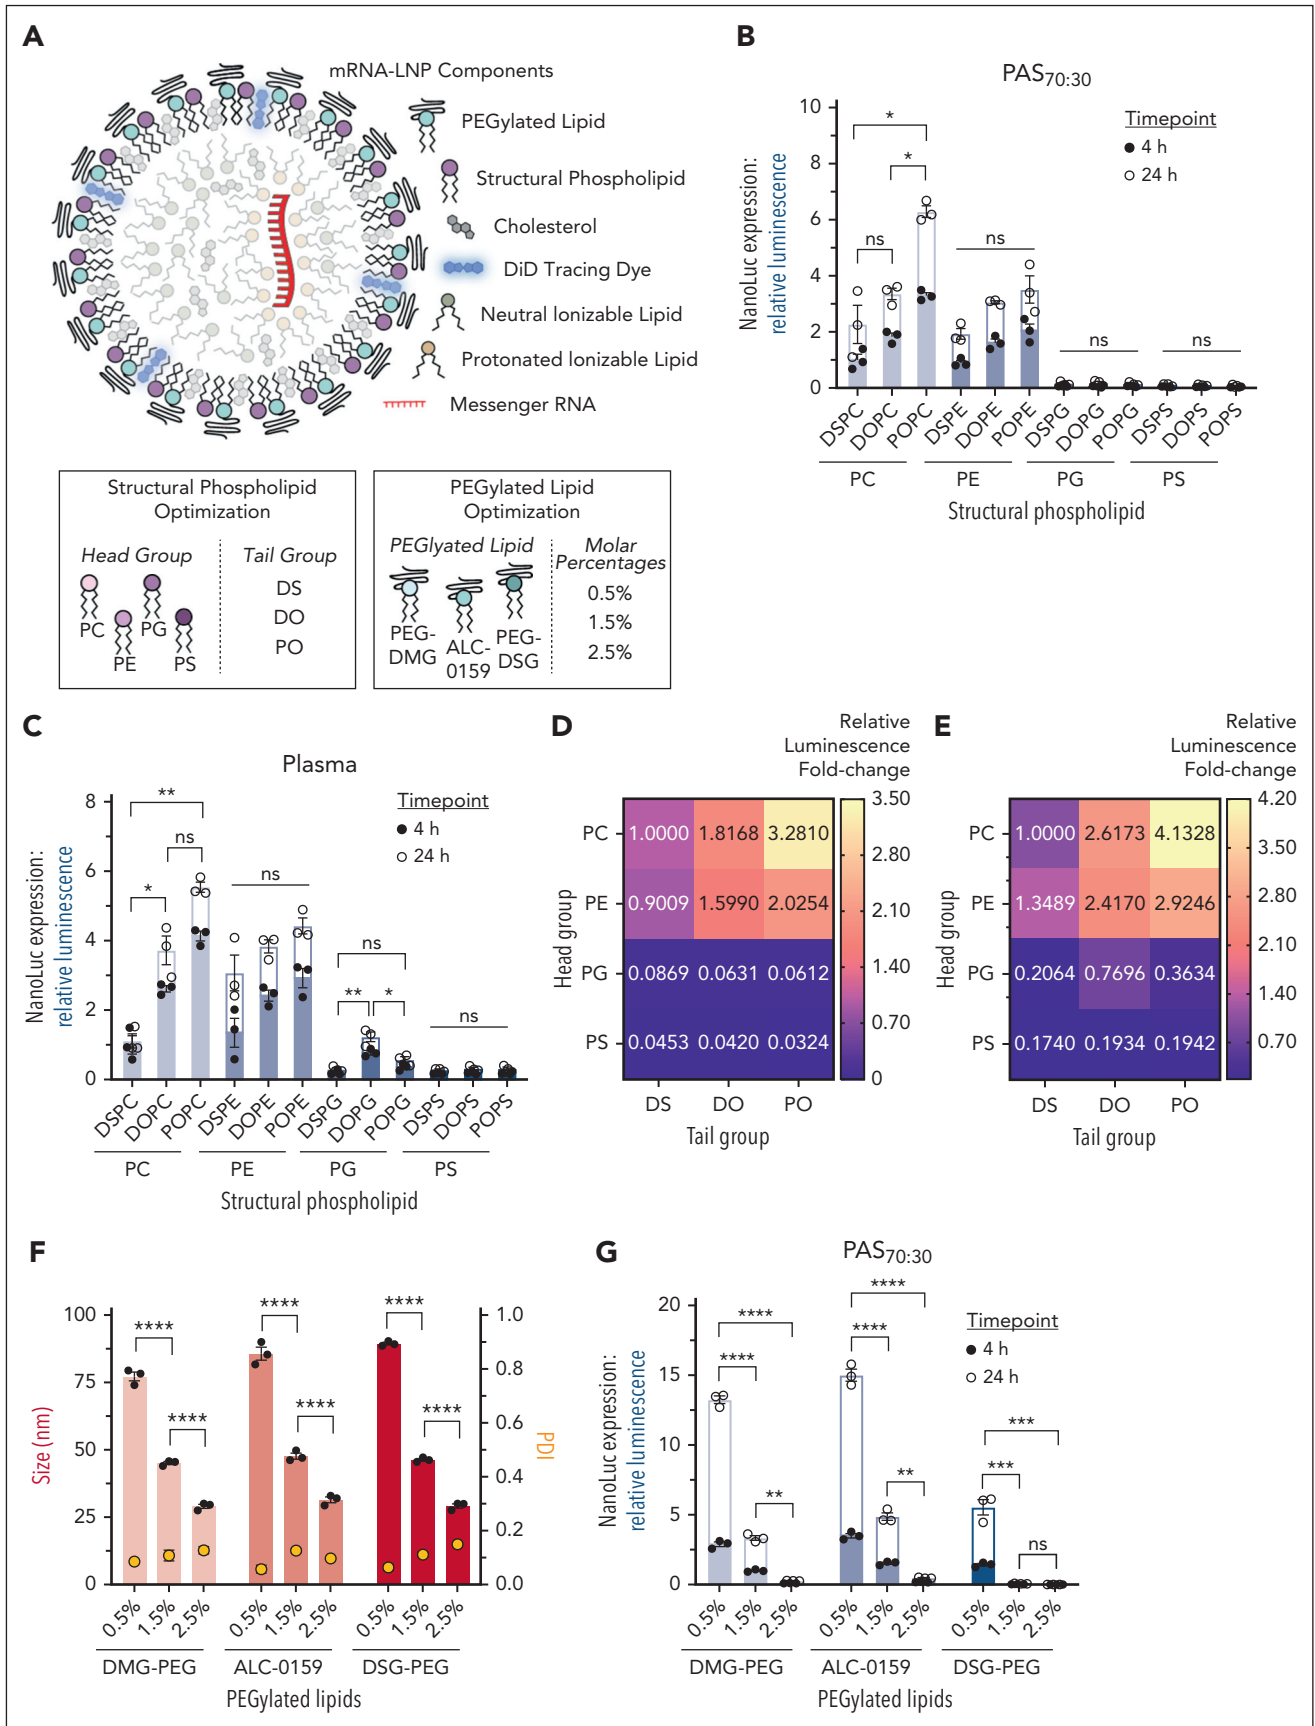 A
mRNA-LNP Components
PEGylated Lipid
Structural Phospholipid
Cholesterol
DiD Tracing Dye
Neutral Ionizable Lipid
Protonated Ionizable Lipid
Messenger RNA
Structural Phospholipid
Optimization
Head Group
Tail Group
PC
PE
PG
PS
DS
DO
PO
PEGylated Lipid
Optimization
PEGlyated Lipid
Molar
Percentages
PEG-
DMG
ALC-
0159
PEG-
DSG
0.5%
1.5%
2.5%
B
PAS70:30
NanoLuc expression:
relative luminescence
10
8
6
4
2
0
Timepoint
4 h
24 h
*
*
ns
ns
ns
ns
DSPC
DOPC
POPC
DSPE
DOPE
POPE
DSPG
DOPG
POPG
DSPS
DOPS
POPS
PC
PE
PG
PS
Structural phospholipid
C
Plasma
NanoLuc expression:
relative luminescence
8
6
4
2
0
Timepoint
4 h
24 h
**
ns
*
ns
ns
**
*
ns
DSPC
DOPC
POPC
DSPE
DOPE
POPE
DSPG
DOPG
POPG
DSPS
DOPS
POPS
PC
PE
PG
PS
Structural phospholipid
D
Relative
Luminescence
Fold-change
Head group
PC
1.0000 1.8168 3.2810
PE
0.9009 1.5990 2.0254
PG
0.0869 0.0631 0.0612
PS
0.0453 0.0420 0.0324
DS
DO
PO
Tail group
3.50
2.80
2.10
1.40
0.70
0
E
Relative
Luminescence
Fold-change
Head group
PC
1.0000 2.6173 4.1328
PE
1.3489 2.4170 2.9246
PG
0.2064 0.7696 0.3634
PS
0.1740 0.1934 0.1942
DS
DO
PO
Tail group
4.20
3.50
2.80
2.10
1.40
0.70
F
Size (nm)
100
75
50
25
0
****
****
****
****
****
****
1.0
0.8
0.6
0.4
0.2
0.0
PDI
0.5%
1.5%
2.5%
0.5%
1.5%
2.5%
0.5%
1.5%
2.5%
DMG-PEG
ALC-0159
DSG-PEG
PEGylated lipids
G
PAS70:30
NanoLuc expression:
relative luminescence
20
15
10
5
0
Timepoint
4 h
24 h
****
****
**
****
****
**
***
***
ns
0.5%
1.5%
2.5%
0.5%
1.5%
2.5%
0.5%
1.5%
2.5%
DMG-PEG
ALC-0159
DSG-PEG
PEGylated lipids